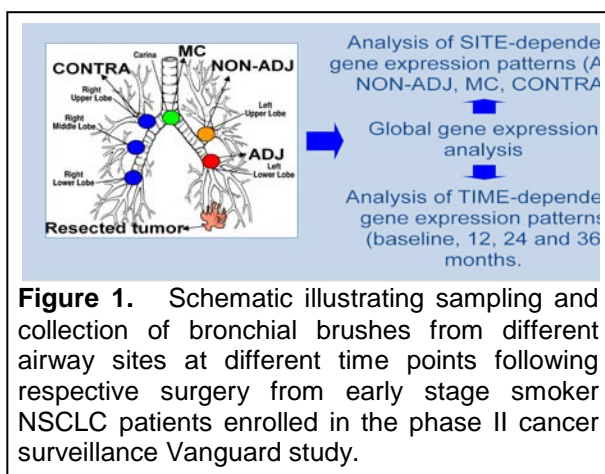 Carina
MC
CONTRA
NON-ADJ
Right
Upper Lobe
Left
Upper Lobe
Right
Middle Lobe
ADJ
Right
Lower Lobe
Left
Lower Lobe
Resected tumor
Analysis of SITE-depende
gene expression patterns (A
NON-ADJ, MC, CONTRA
Global gene expression
analysis
Analysis of TIME-depende
gene expression patterns
(baseline, 12, 24 and 36
months.
Figure 1. Schematic illustrating sampling and
collection of bronchial brushes from different
airway sites at different time points following
respective surgery from early stage smoker
NSCLC patients enrolled in the phase II cancer
surveillance Vanguard study.